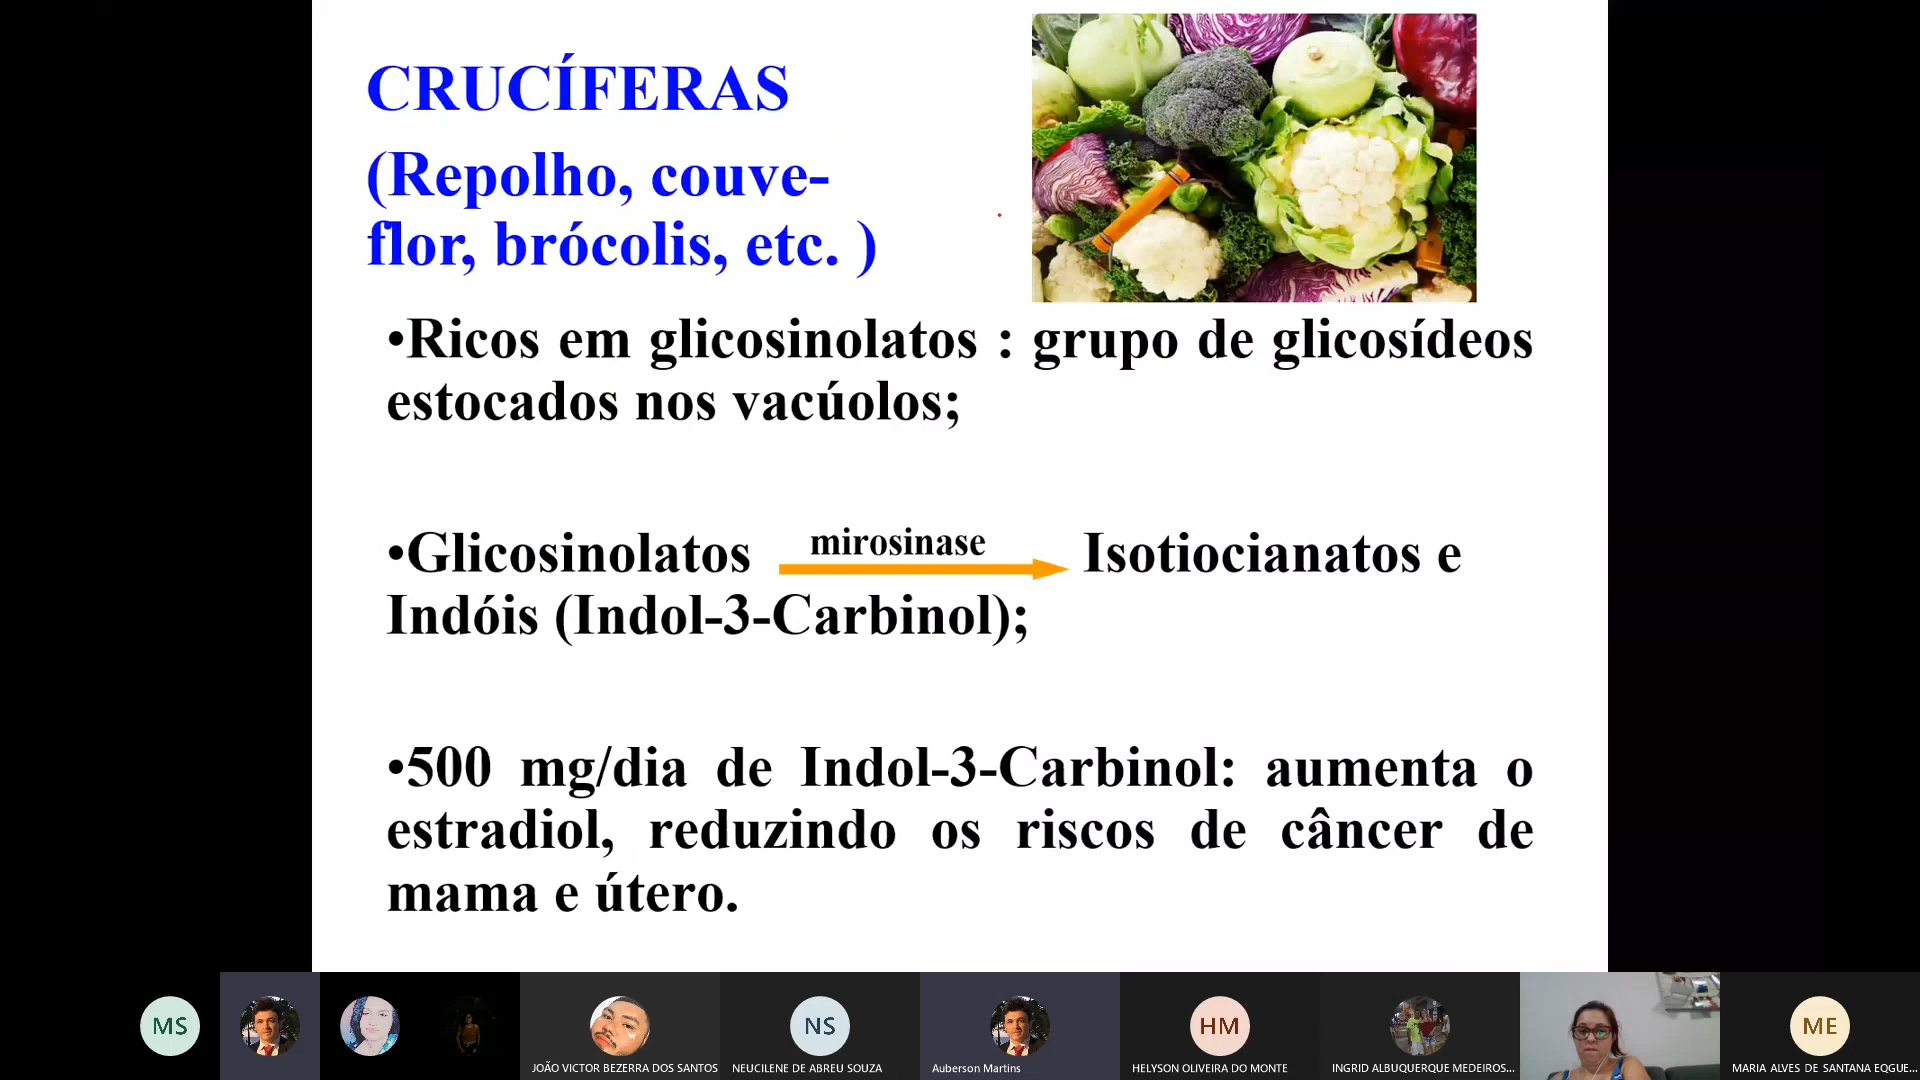 CRUCÍFERAS
(Repolho, couve-
flor, brócolis, etc. )
•Ricos em glicosinolatos : grupo de glicosídeos
estocados nos vacúolos;
•Glicosinolatos mirosinase Isotiocianatos e
Indóis (Indol-3-Carbinol);
•500 mg/dia de Indol-3-Carbinol: aumenta o
estradiol, reduzindo os riscos de câncer de
mama e útero.
MS
NS
HM
ME
JOÃO VICTOR BEZERRA DOS SANTOS
NEUCILENE DE ABREU SOUZA
Auberson Martins
HELYSON OLIVEIRA DO MONTE
INGRID ALBUQUERQUE MEDEIROS...
MARIA ALVES DE SANTANA EQGUE...